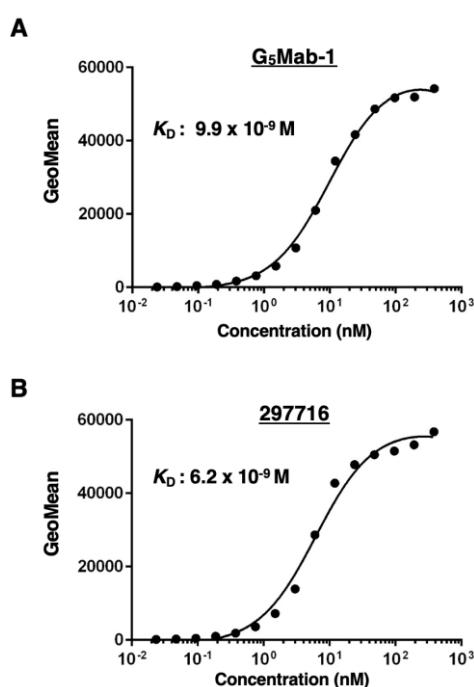 A
G₅Mab-1
60000
40000
20000
0
GeoMean
K_D : 9.9 x 10⁻⁹ M
10⁻² 10⁻¹ 10⁰ 10¹ 10² 10³
Concentration (nM)
B
297716
60000
40000
20000
0
GeoMean
K_D : 6.2 x 10⁻⁹ M
10⁻² 10⁻¹ 10⁰ 10¹ 10² 10³
Concentration (nM)